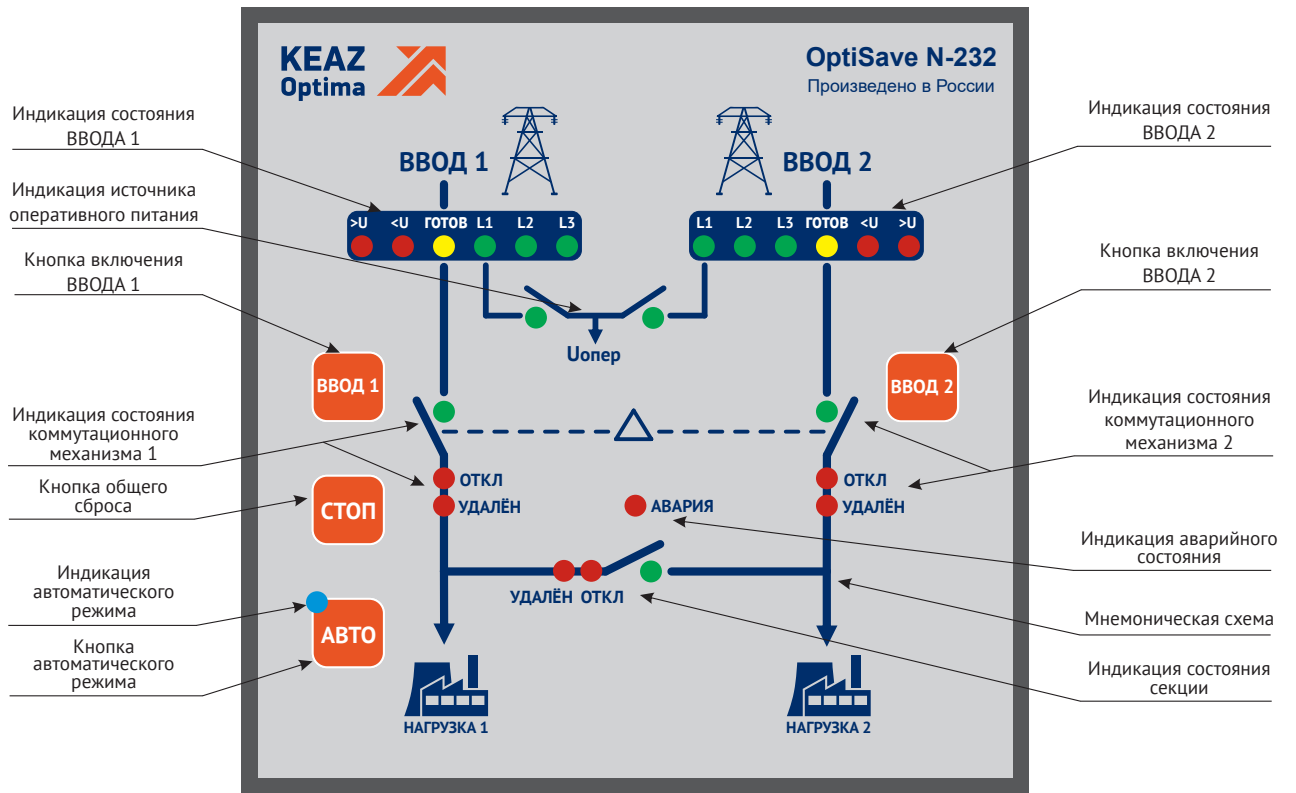 KEAZ
Optima
OptiSave N-232
Произведено в России
Индикация состояния
ВВОДА 1
Индикация источника
оперативного питания
Кнопка включения
ВВОДА 1
Индикация состояния
коммутационного
механизма 1
Кнопка общего
сброса
Индикация
автоматического
режима
Кнопка
автоматического
режима
ВВОД 1
ВВОД 2
>U <U ГОТОВ L1 L2 L3
L1 L2 L3 ГОТОВ <U >U
Uопер
ВВОД 1
ВВОД 2
ОТКЛ
УДАЛЁН
ОТКЛ
УДАЛЁН
СТОП
АВАРИЯ
УДАЛЁН ОТКЛ
АВТО
НАГРУЗКА 1
НАГРУЗКА 2
Индикация состояния
ВВОДА 2
Кнопка включения
ВВОДА 2
Индикация состояния
коммутационного
механизма 2
Индикация аварийного
состояния
Мнемоническая схема
Индикация состояния
секции